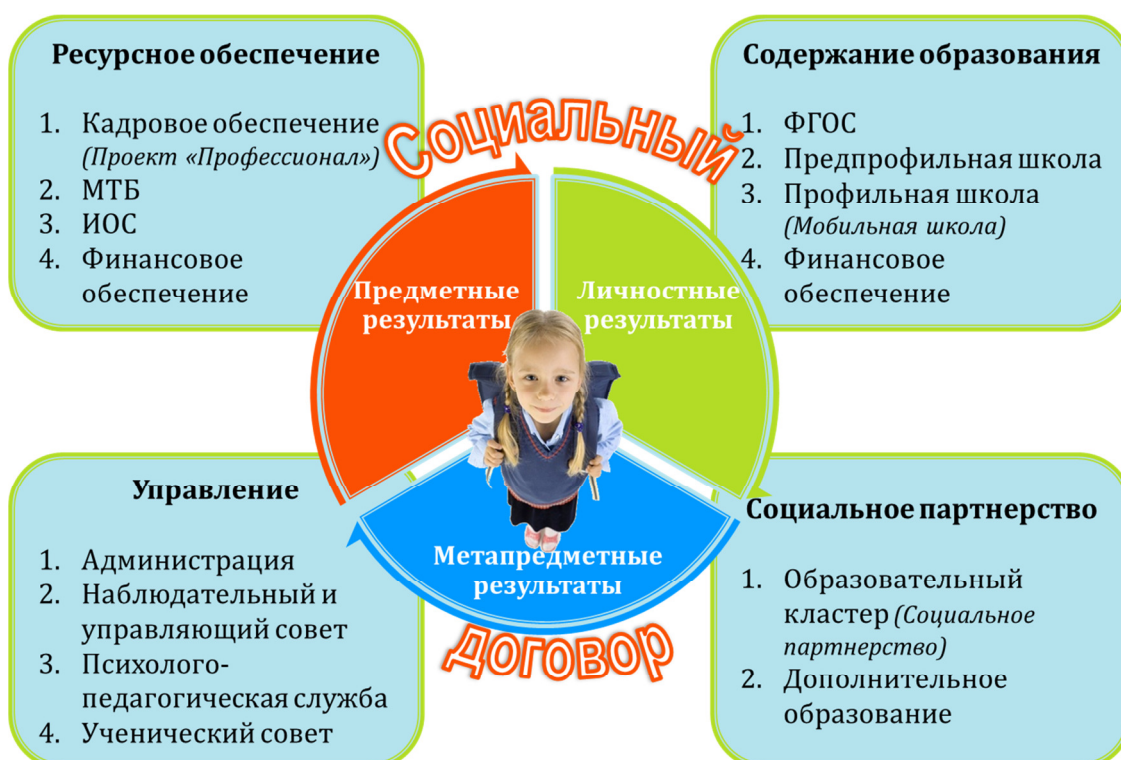 Ресурсное обеспечение
1. Кадровое обеспечение
(Проект «Профессионал»)
2. МТБ
3. ИОС
4. Финансовое
обеспечение
Содержание образования
1. ФГОС
2. Предпрофильная школа
3. Профильная школа
(Мобильная школа)
4. Финансовое
обеспечение
Социальный
Предметные
результаты
Личностные
результаты
Метапредметные
результаты
договор
Управление
1. Администрация
2. Наблюдательный и
управляющий совет
3. Психолого-
педагогическая служба
4. Ученический совет
Социальное партнерство
1. Образовательный
кластер (Социальное
партнерство)
2. Дополнительное
образование